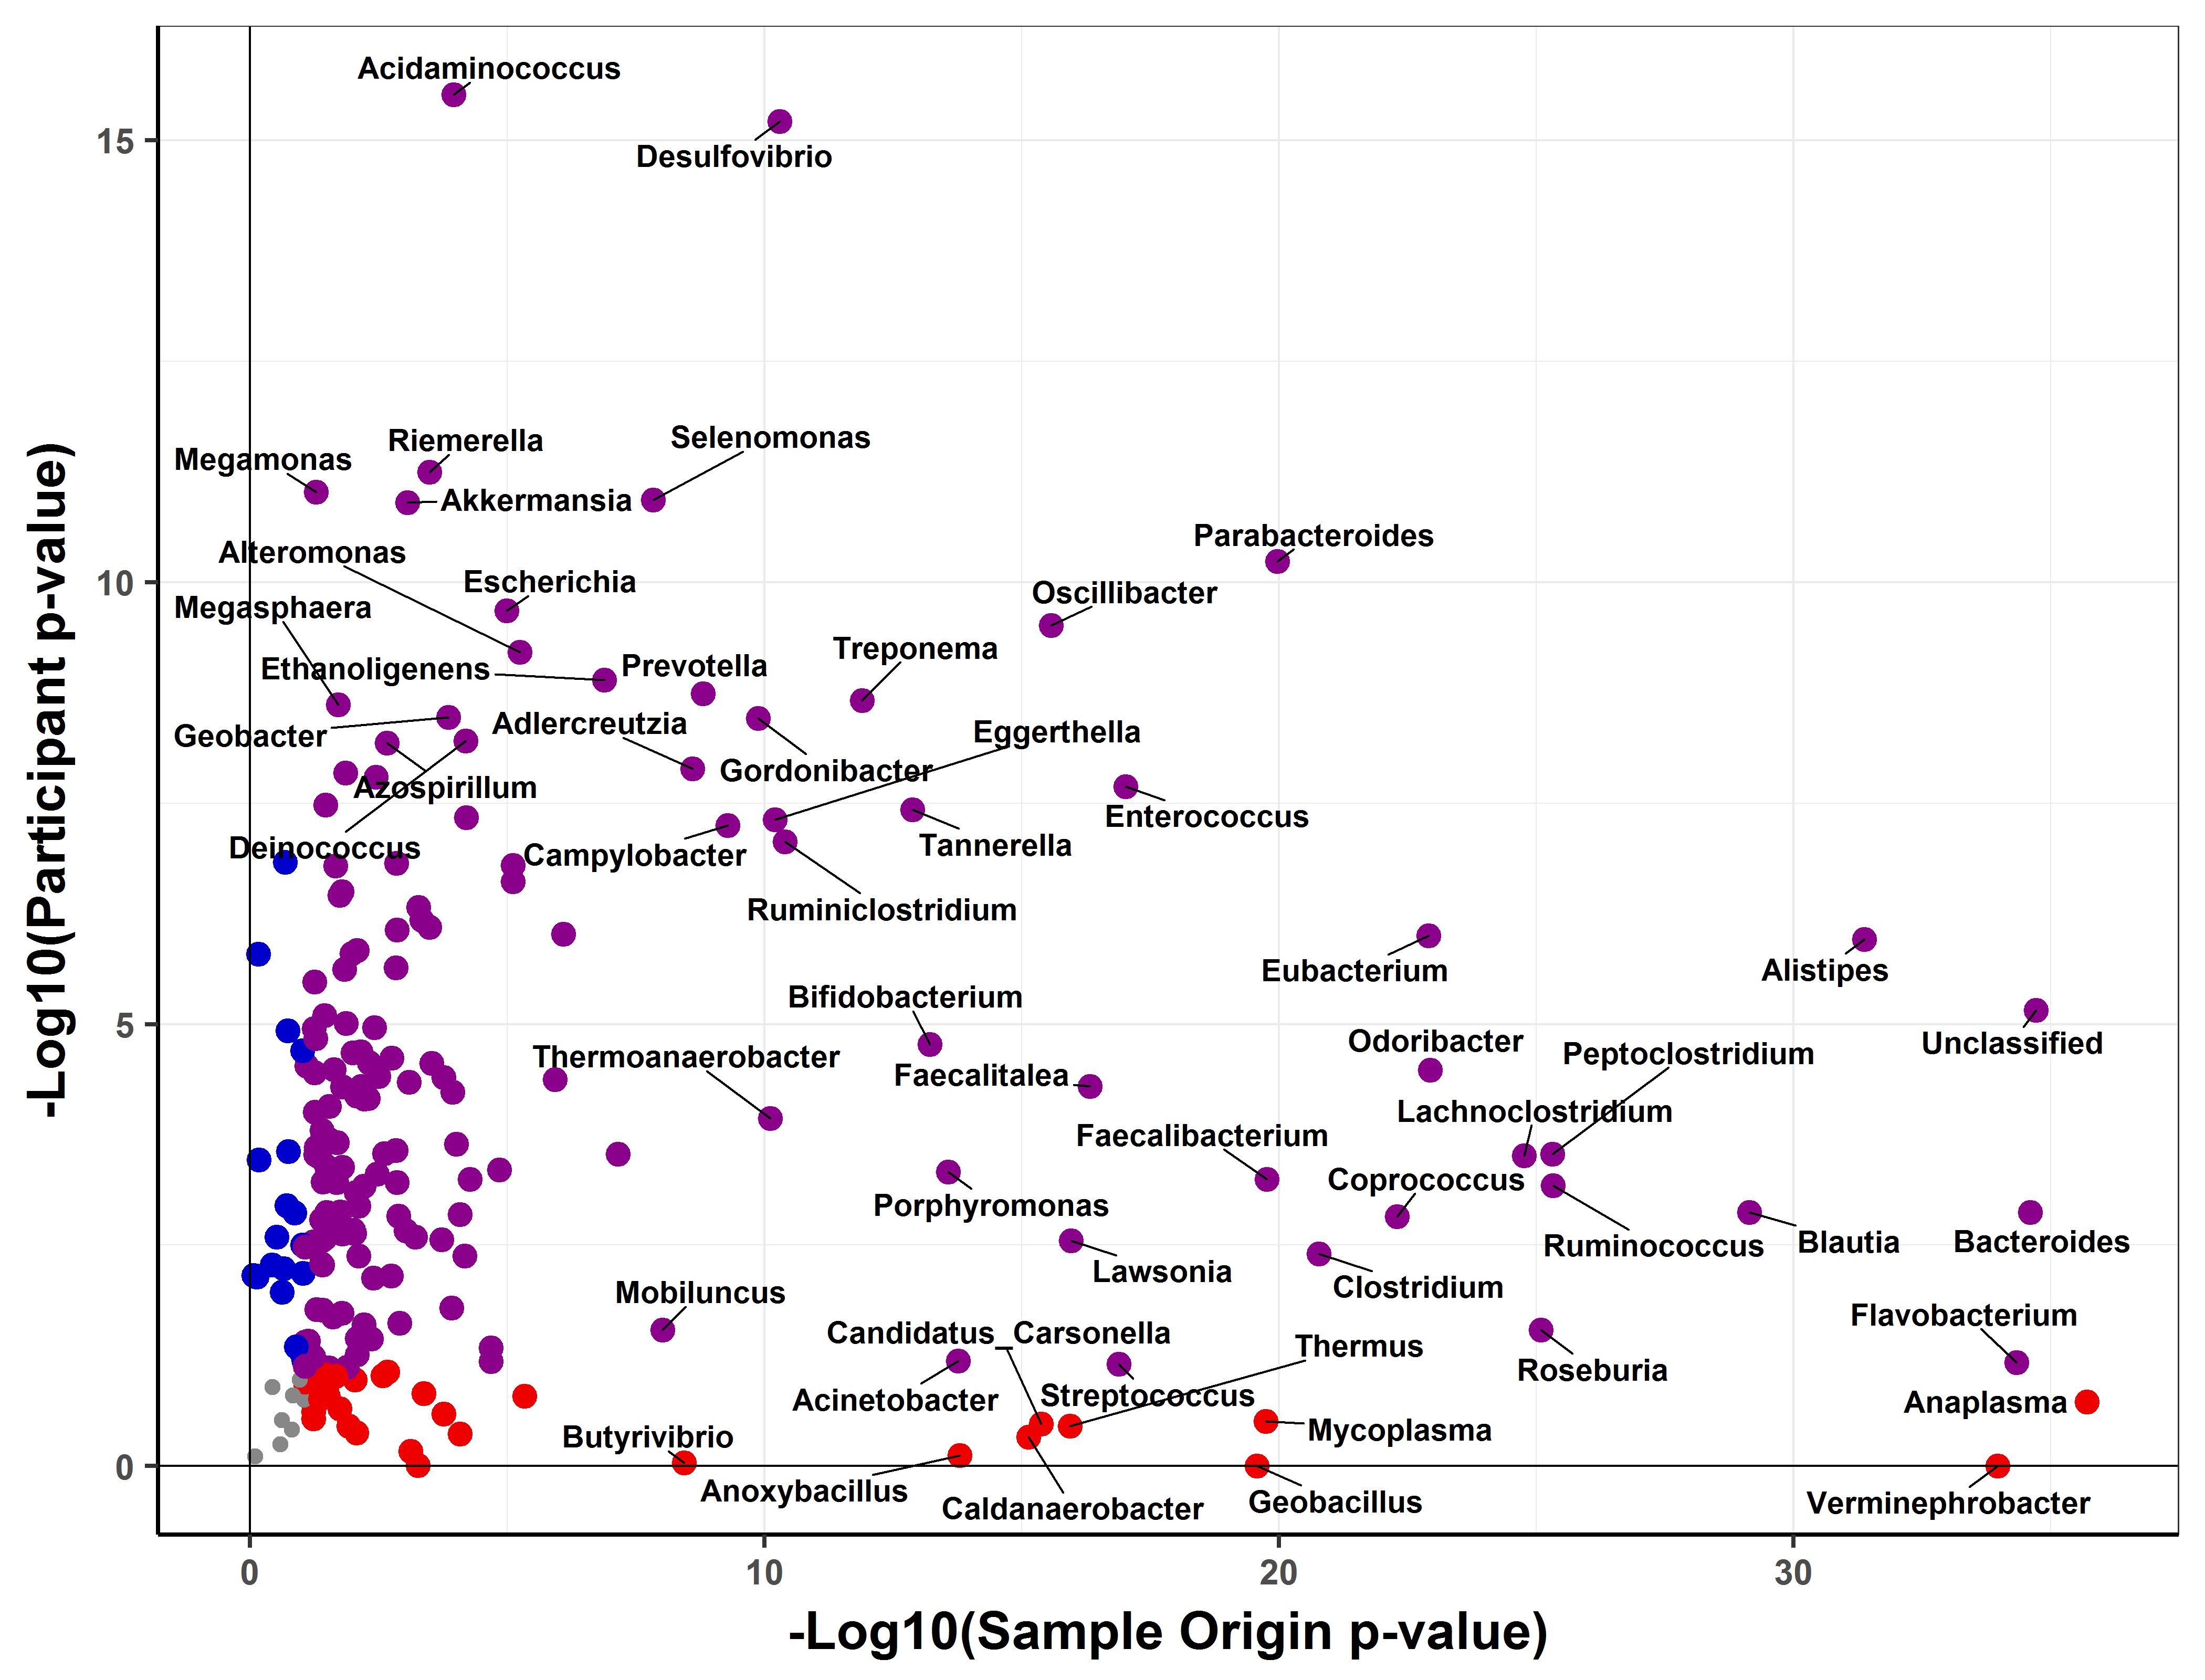 Acidaminococcus
15
Desulfovibrio
Riemerella
Selenomonas
Megamonas
Akkermansia
Parabacteroides
Alteromonas
10
Escherichia
Oscillibacter
Megasphaera
Treponema
Ethanoligenens
Prevotella
Adlercreutzia
Eggerthella
Geobacter
Gordonibacter
Azospirillum
Enterococcus
Deinococcus
Campylobacter
Tannerella
Ruminiclostridium
Eubacterium
Alistipes
Bifidobacterium
5
Odoribacter
Unclassified
Thermoanaerobacter
Peptoclostridium
Faecalitalea
Lachnoclostridium
Faecalibacterium
Coprococcus
Porphyromonas
Ruminococcus
Blautia
Bacteroides
Lawsonia
Clostridium
Mobiluncus
Flavobacterium
Candidatus_Carsonella
Thermus
Roseburia
Acinetobacter
Streptococcus
Anaplasma
Mycoplasma
Butyrivibrio
0
Anoxybacillus
Caldanaerobacter
Geobacillus
Verminephrobacter
0
10
20
30
-Log10(Sample Origin p-value)
-Log10(Participant p-value)